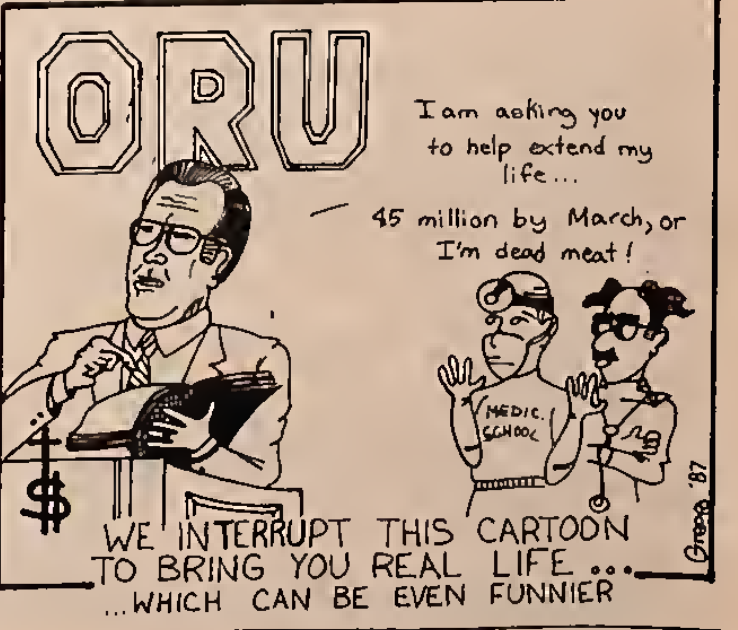 ORU
I am asking you
to help extend my
life...
45 million by March, or
I'm dead meat!
MEDIC.
SCHOOL
$
WE INTERRUPT THIS CARTOON
TO BRING YOU REAL LIFE ...
...WHICH CAN BE EVEN FUNNIER
'87